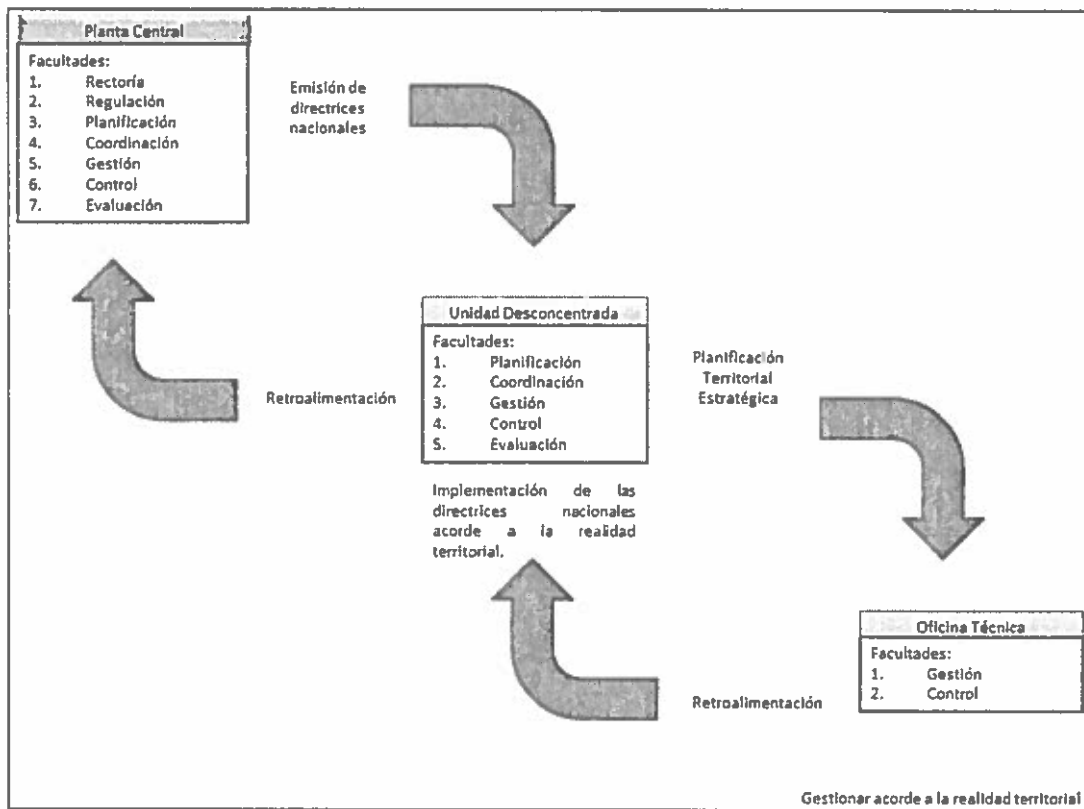 Planta Central
Facultades:
1. Rectoría
2. Regulación
3. Planificación
4. Coordinación
5. Gestión
6. Control
7. Evaluación
Emisión de
directrices
nacionales
Unidad Desconcentrada
Facultades:
1. Planificación
2. Coordinación
3. Gestión
4. Control
5. Evaluación
Retroalimentación
Planificación
Territorial
Estratégica
Implementación de las
directrices nacionales
acorde a la realidad
territorial.
Oficina Técnica
Facultades:
1. Gestión
2. Control
Retroalimentación
Gestionar acorde a la realidad territorial